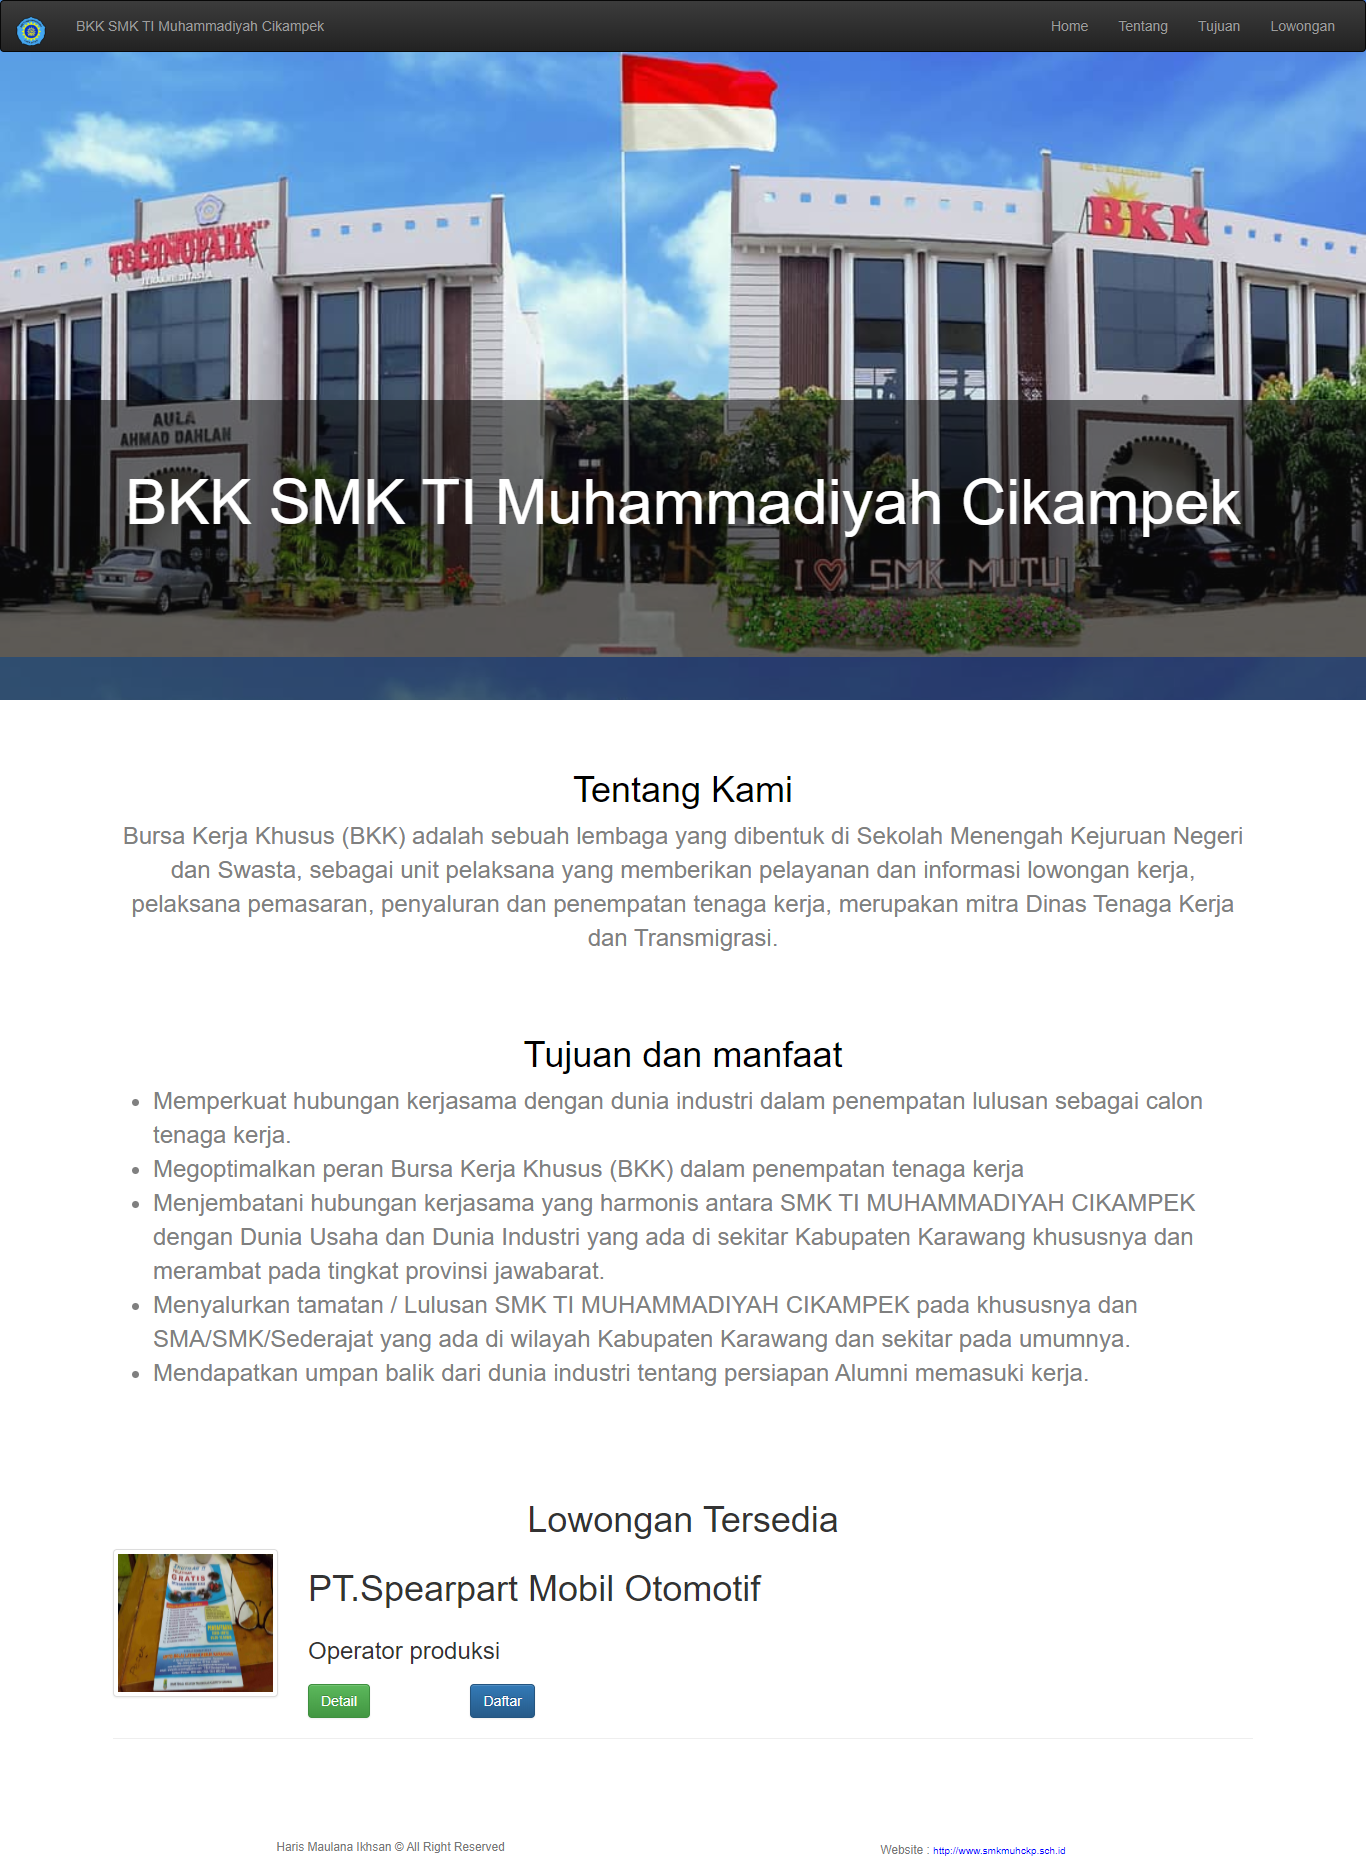 BKK SMK TI Muhammadiyah Cikampek
Home Tentang Tujuan Lowongan
TECHNOPARK
BKK
AULA
AHMAD DAHLAN
BKK SMK TI Muhammadiyah Cikampek
I ♡ SMK MUTU
Tentang Kami
Bursa Kerja Khusus (BKK) adalah sebuah lembaga yang dibentuk di Sekolah Menengah Kejuruan Negeri
dan Swasta, sebagai unit pelaksana yang memberikan pelayanan dan informasi lowongan kerja,
pelaksana pemasaran, penyaluran dan penempatan tenaga kerja, merupakan mitra Dinas Tenaga Kerja
dan Transmigrasi.
Tujuan dan manfaat
• Memperkuat hubungan kerjasama dengan dunia industri dalam penempatan lulusan sebagai calon
tenaga kerja.
• Megoptimalkan peran Bursa Kerja Khusus (BKK) dalam penempatan tenaga kerja
• Menjembatani hubungan kerjasama yang harmonis antara SMK TI MUHAMMADIYAH CIKAMPEK
dengan Dunia Usaha dan Dunia Industri yang ada di sekitar Kabupaten Karawang khususnya dan
merambat pada tingkat provinsi jawabarat.
• Menyalurkan tamatan / Lulusan SMK TI MUHAMMADIYAH CIKAMPEK pada khususnya dan
SMA/SMK/Sederajat yang ada di wilayah Kabupaten Karawang dan sekitar pada umumnya.
• Mendapatkan umpan balik dari dunia industri tentang persiapan Alumni memasuki kerja.
Lowongan Tersedia
GRATIS
PT.Spearpart Mobil Otomotif
Operator produksi
Detail Daftar
Haris Maulana Ikhsan © All Right Reserved
Website : http://www.smkmuhckp.sch.id